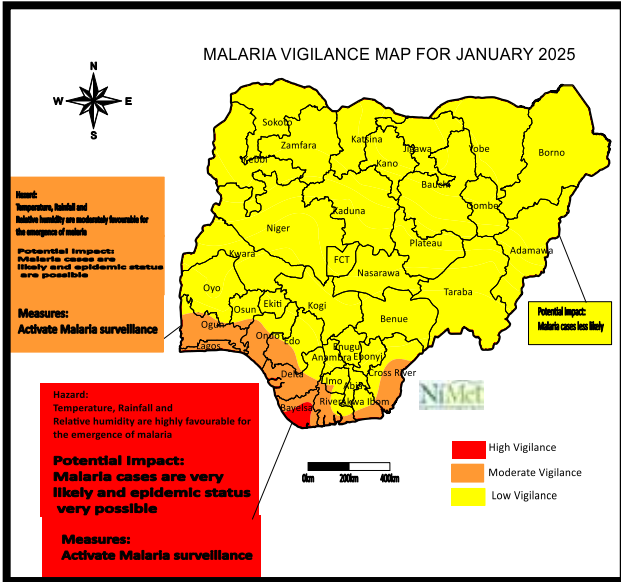 MALARIA VIGILANCE MAP FOR JANUARY 2025
N
W E
S
Sokoto
Zamfara
Katsina
Kebbi
Kano
Jigawa
Yobe
Borno
Bauchi
Gombe
Kaduna
Niger
Plateau
Adamawa
Kwara
FCT
Nasarawa
Taraba
Oyo
Osun
Ekiti
Kogi
Benue
Ogun
Lagos
Ondo
Edo
Enugu
Anambra
Ebonyi
Cross River
Delta
Imo
Abia
Bayelsa
Rivers
Akwa Ibom
Hazard:
Temperature, Rainfall and
Relative humidity are moderately favourable for
the emergence of malaria
Potential Impact:
Malaria cases are
likely and epidemic status
are possible
Measures:
Activate Malaria surveillance
Potential Impact:
Malaria cases less likely
Hazard:
Temperature, Rainfall and
Relative humidity are highly favourable for
the emergence of malaria
Potential Impact:
Malaria cases are very
likely and epidemic status
very possible
Measures:
Activate Malaria surveillance
NiMet
High Vigilance
Moderate Vigilance
Low Vigilance
0km 200km 400km